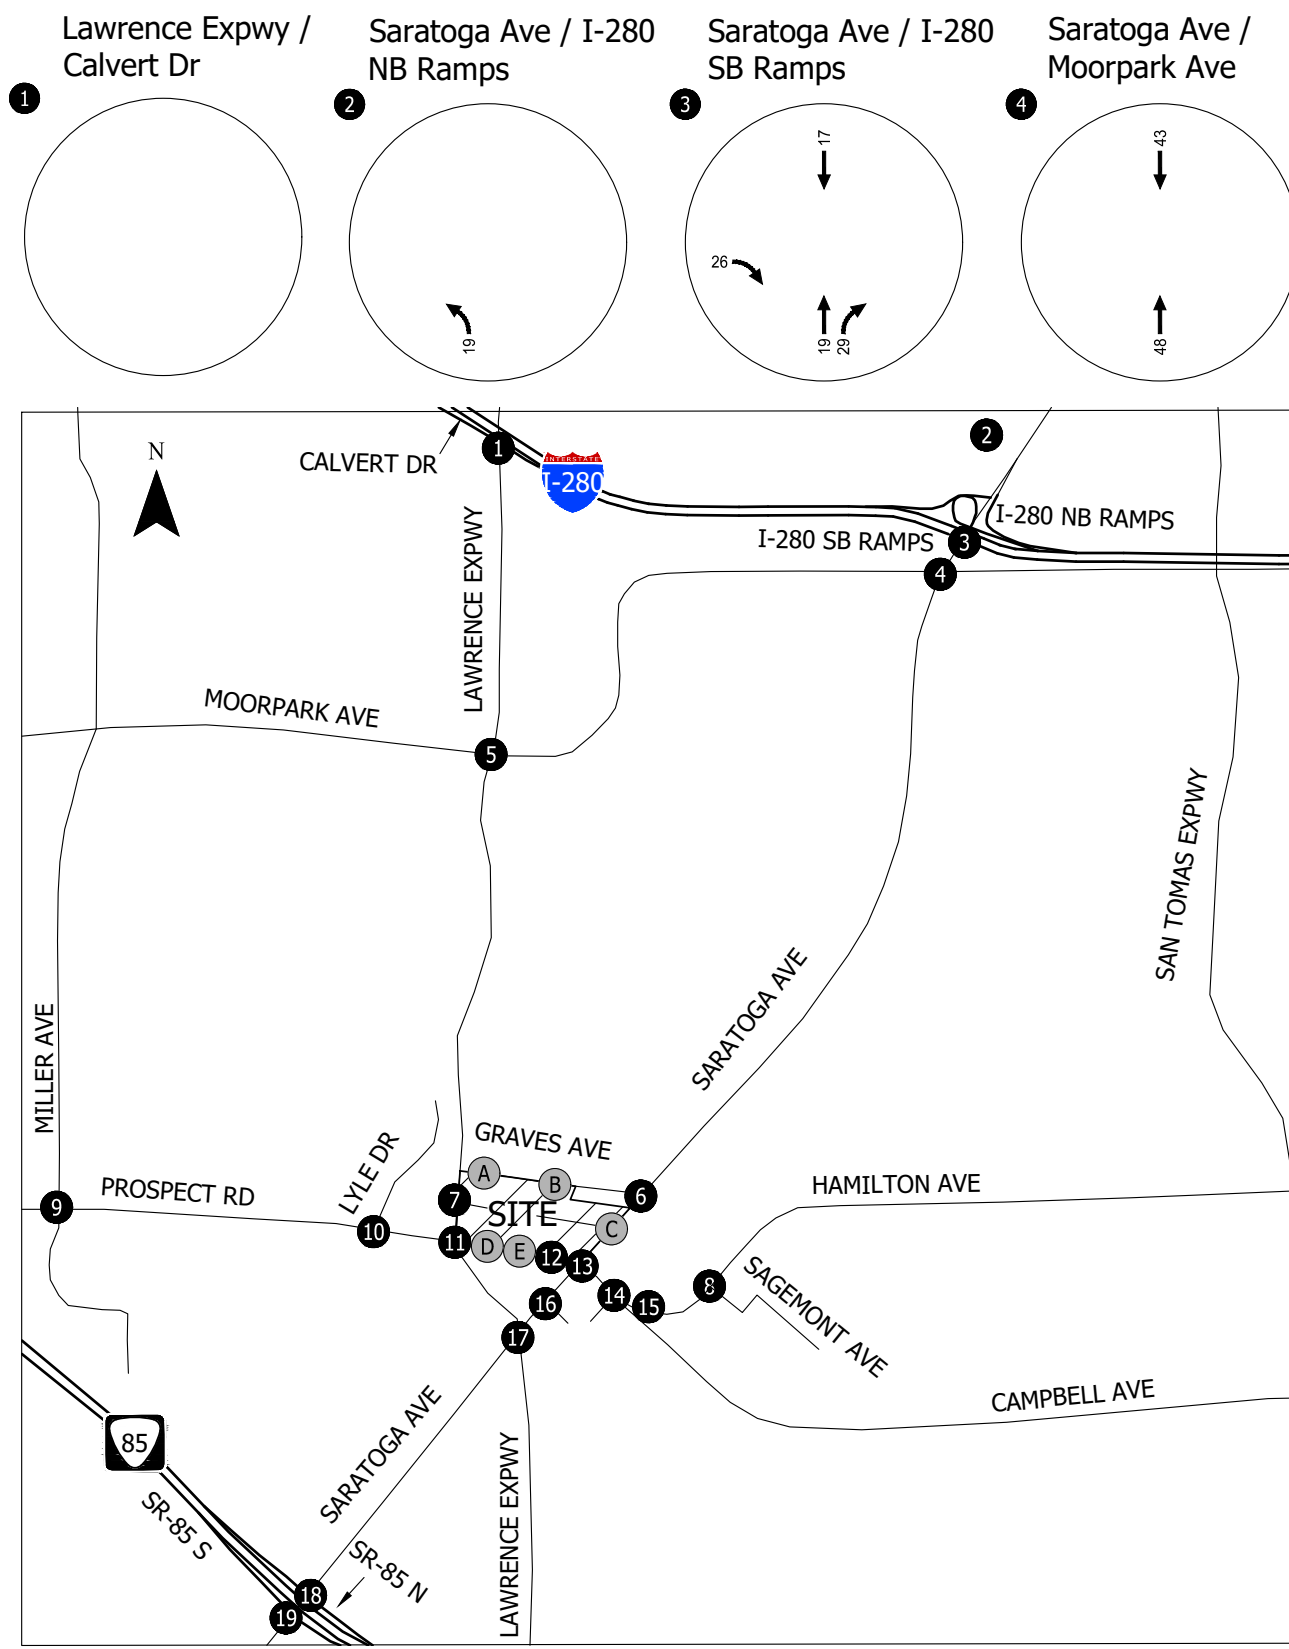 Lawrence Expwy /
Calvert Dr
Saratoga Ave / I-280
NB Ramps
Saratoga Ave / I-280
SB Ramps
Saratoga Ave /
Moorpark Ave
1
2
3
4
19
17
26
19
29
43
48
N
CALVERT DR
1
INTERSTATE
I-280
2
I-280 NB RAMPS
I-280 SB RAMPS
3
4
LAWRENCE EXPWY
MOORPARK AVE
5
SAN TOMAS EXPWY
SARATOGA AVE
MILLER AVE
GRAVES AVE
LYLE DR
A
B
HAMILTON AVE
PROSPECT RD
9
7
6
SITE
C
10
11
D
E
12
13
8
SAGEMONT AVE
14
15
16
17
CAMPBELL AVE
85
SARATOGA AVE
LAWRENCE EXPWY
SR-85 S
SR-85 N
18
19